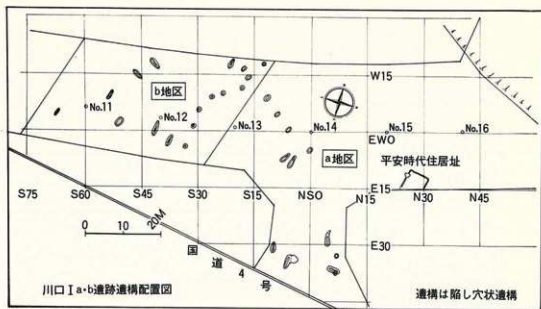 W15
b地区
No.11
No.12
No.13
No.14
No.15
No.16
EW0
a地区
平安時代住居址
S75
S60
S45
S30
S15
NS0
E15
N15
N30
N45
0
10
20M
E30
国道4号
川口Ⅰa・b遺跡遺構配置図
遺構は陥し穴状遺構